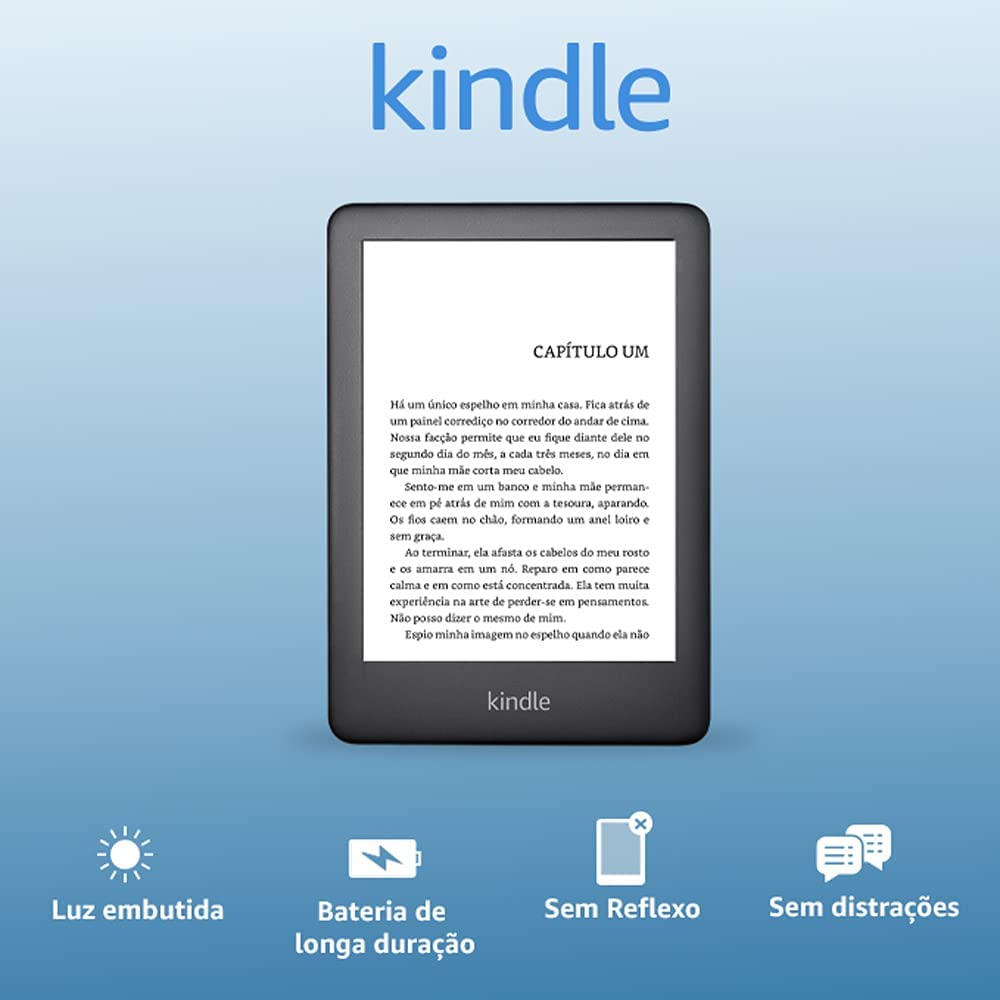 kindle
CAPÍTULO UM
Há um único espelho em minha casa. Fica atrás de
um painel corrediço no corredor do andar de cima.
Nossa facção permite que eu fique diante dele no
segundo dia do mês, a cada três meses, no dia em
que minha mãe corta meu cabelo.
Sento-me em um banco e minha mãe perman-
ece em pé atrás de mim com a tesoura, aparando.
Os fios caem no chão, formando um anel loiro e
sem graça.
Ao terminar, ela afasta os cabelos do meu rosto
e os amarra em um nó. Reparo em como parece
calma e em como está concentrada. Ela tem muita
experiência na arte de perder-se em pensamentos.
Não posso dizer o mesmo de mim.
Espio minha imagem no espelho quando ela não
kindle
Luz embutida
Bateria de
longa duração
Sem Reflexo
Sem distrações